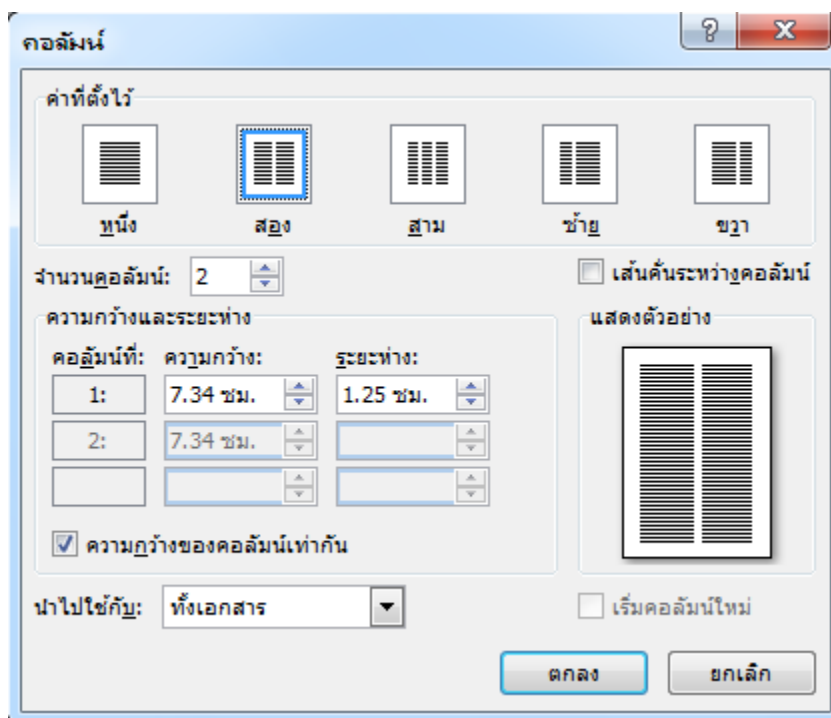 คอลัมน์
ค่าที่ตั้งไว้
หนึ่ง สอง สาม ซ้าย ขวา
จำนวนคอลัมน์: 2 เส้นคั่นระหว่างคอลัมน์
ความกว้างและระยะห่าง แสดงตัวอย่าง
คอลัมน์ที่: ความกว้าง: ระยะห่าง:
1: 7.34 ซม. 1.25 ซม.
2: 7.34 ซม.
ความกว้างของคอลัมน์เท่ากัน
นำไปใช้กับ: ทั้งเอกสาร เริ่มคอลัมน์ใหม่
ตกลง ยกเลิก